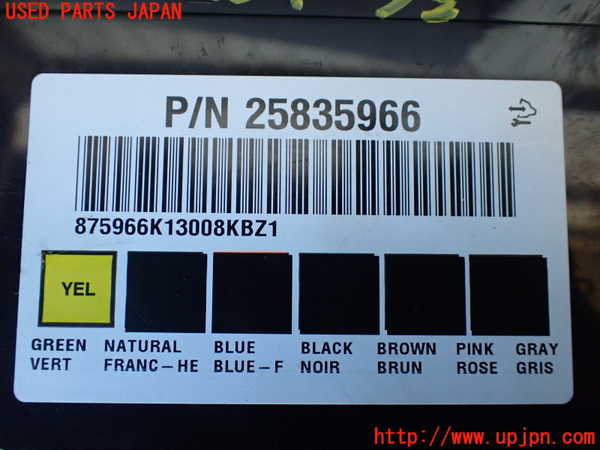 USED PARTS JAPAN
P/N 25835966
875966K13008KBZ1
YEL
GREEN NATURAL BLUE BLACK BROWN PINK GRAY
VERT FRANC-HE BLUE-F NOIR BRUN ROSE GRIS
http://www.upjpn.com/